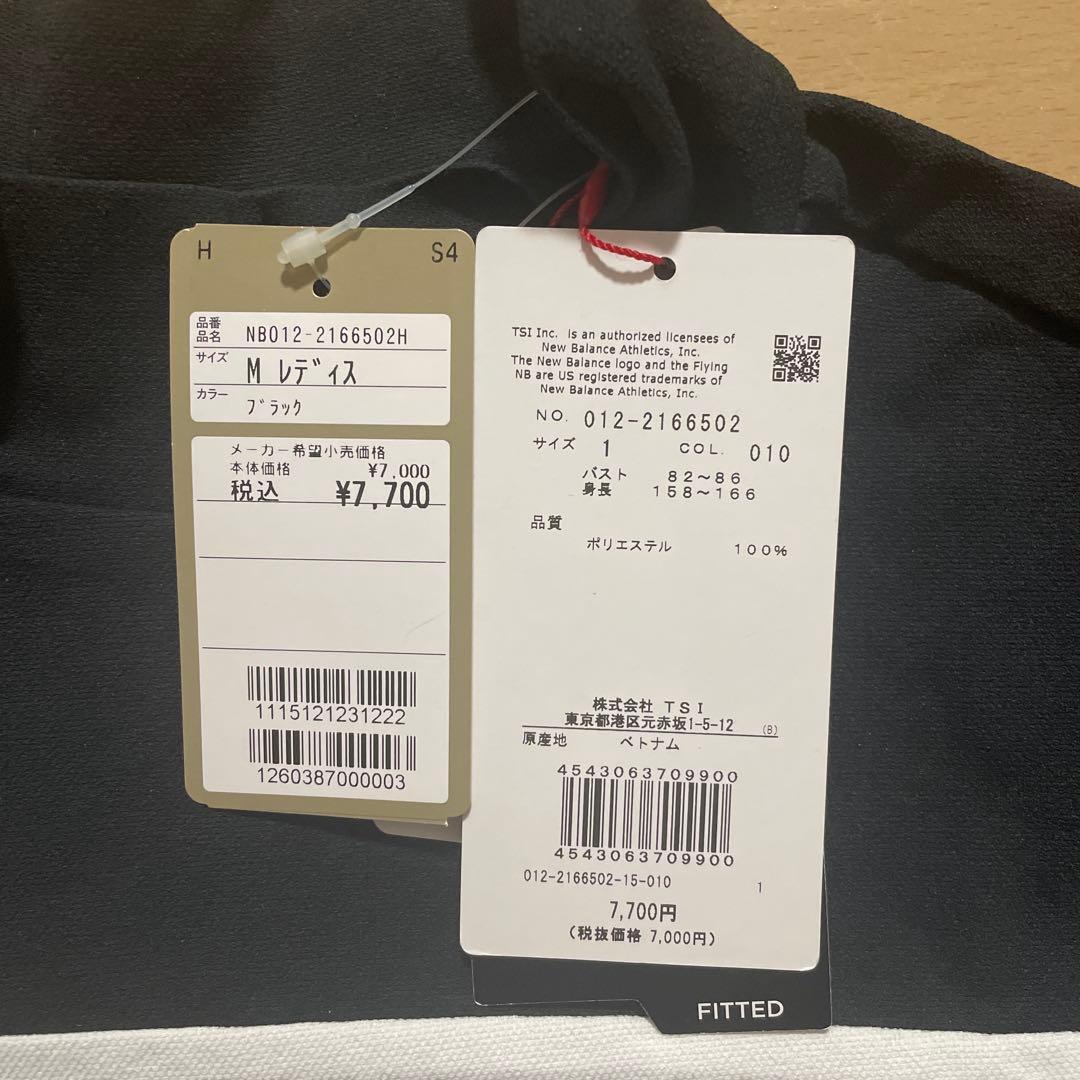 H S4
品番
品名 NB012-2166502H
サイズ M ﾚﾃﾞｨｽ
カラー ﾌﾞﾗｯｸ
メーカー希望小売価格
本体価格 ¥7,000
税込 ¥7,700
1115121231222
1260387000003
TSI Inc. is an authorized licensees of
New Balance Athletics, Inc.
The New Balance logo and the Flying
NB are US registered trademarks of
New Balance Athletics, Inc.
NO. 012-2166502
サイズ 1 COL. 010
バスト 82～86
身長 158～166
品質
ポリエステル 100%
株式会社 TSI
東京都港区元赤坂1-5-12 (B)
原産地 ベトナム
4543063709900
4543063709900
012-2166502-15-010 1
7,700円
(税抜価格 7,000円)
FITTED